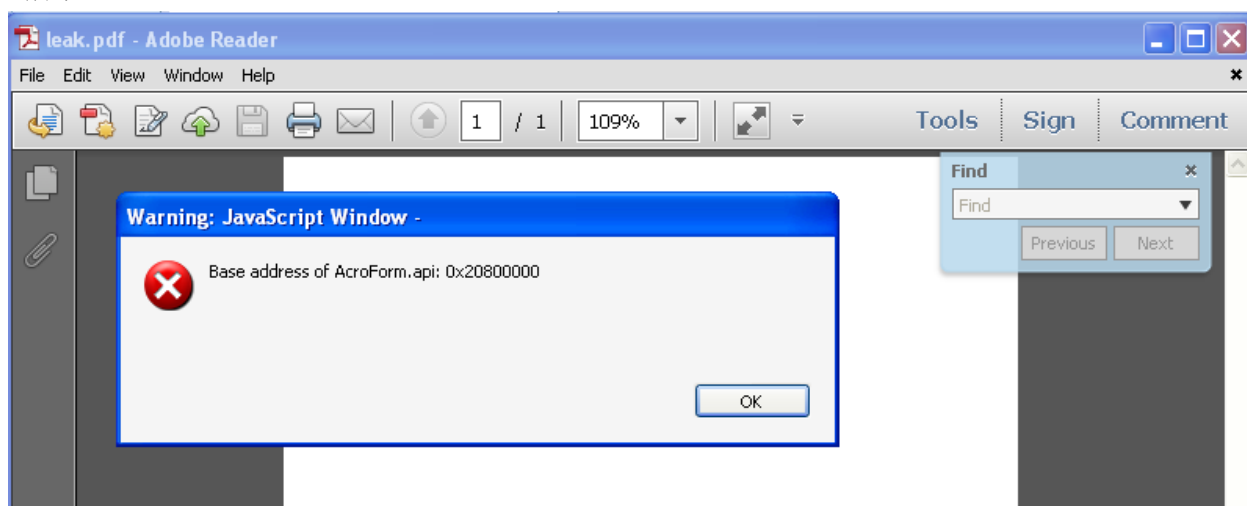 leak.pdf - Adobe Reader
File Edit View Window Help
1 / 1 109% Tools Sign Comment
Find
Find
Previous Next
Warning: JavaScript Window -
Base address of AcroForm.api: 0x20800000
OK